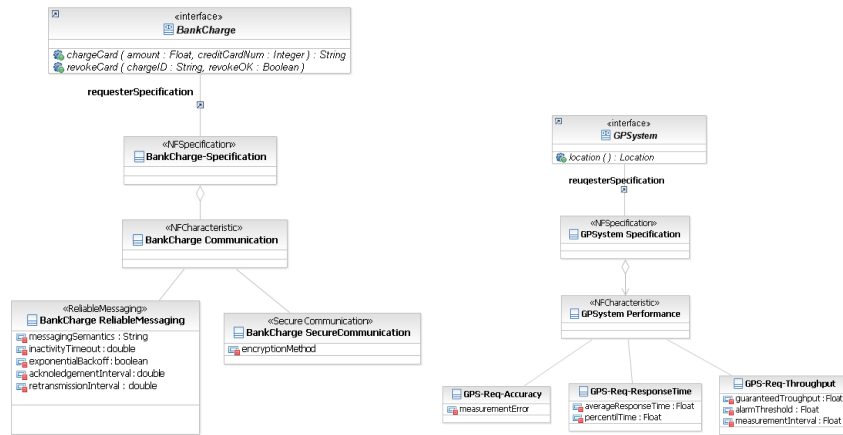 «interface»
BankCharge
chargeCard ( amount : Float, creditCardNum : Integer ) : String
revokeCard ( chargeID : String, revokeOK : Boolean )
requesterSpecification
«NFSpecification»
BankCharge-Specification
«NFCharacteristic»
BankCharge Communication
«ReliableMessaging»
BankCharge ReliableMessaging
messagingSemantics : String
inactivityTimeout : double
exponentialBackoff : boolean
acknoledgementInterval : double
retransmissionInterval : double
«Secure Communication»
BankCharge SecureCommunication
encryptionMethod
«interface»
GPSystem
location ( ) : Location
reuqesterSpecification
«NFSpecification»
GPSystem Specification
«NFCharacteristic»
GPSystem Performance
GPS-Req-Accuracy
measurementError
GPS-Req-ResponseTime
averageResponseTime : Float
percentilTime : Float
GPS-Req-Throughput
guaranteedTroughput : Float
alarmThreshold : Float
measurementInterval : Float